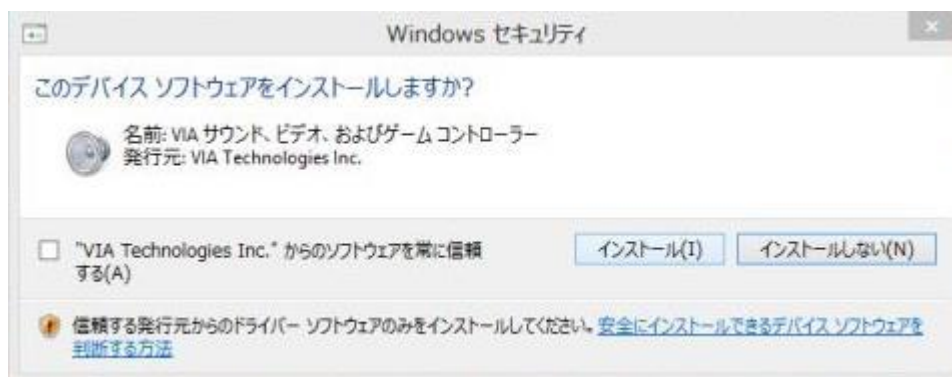 Windows セキュリティ
このデバイス ソフトウェアをインストールしますか?
名前: VIA サウンド、ビデオ、およびゲーム コントローラー
発行元: VIA Technologies Inc.
"VIA Technologies Inc." からのソフトウェアを常に信頼
する(A)
インストール(I)
インストールしない(N)
信頼する発行元からのドライバー ソフトウェアのみをインストールしてください。安全にインストールできるデバイス ソフトウェアを
判断する方法